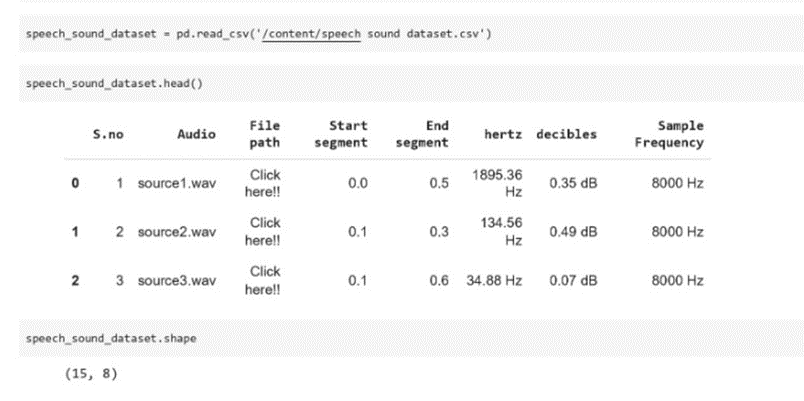 speech_sound_dataset = pd.read_csv('/content/speech sound dataset.csv')
speech_sound_dataset.head()
S.no Audio File path Start segment End segment hertz decibles Sample Frequency
0 1 source1.wav Click here!! 0.0 0.5 1895.36 Hz 0.35 dB 8000 Hz
1 2 source2.wav Click here!! 0.1 0.3 134.56 Hz 0.49 dB 8000 Hz
2 3 source3.wav Click here!! 0.1 0.6 34.88 Hz 0.07 dB 8000 Hz
speech_sound_dataset.shape
(15, 8)